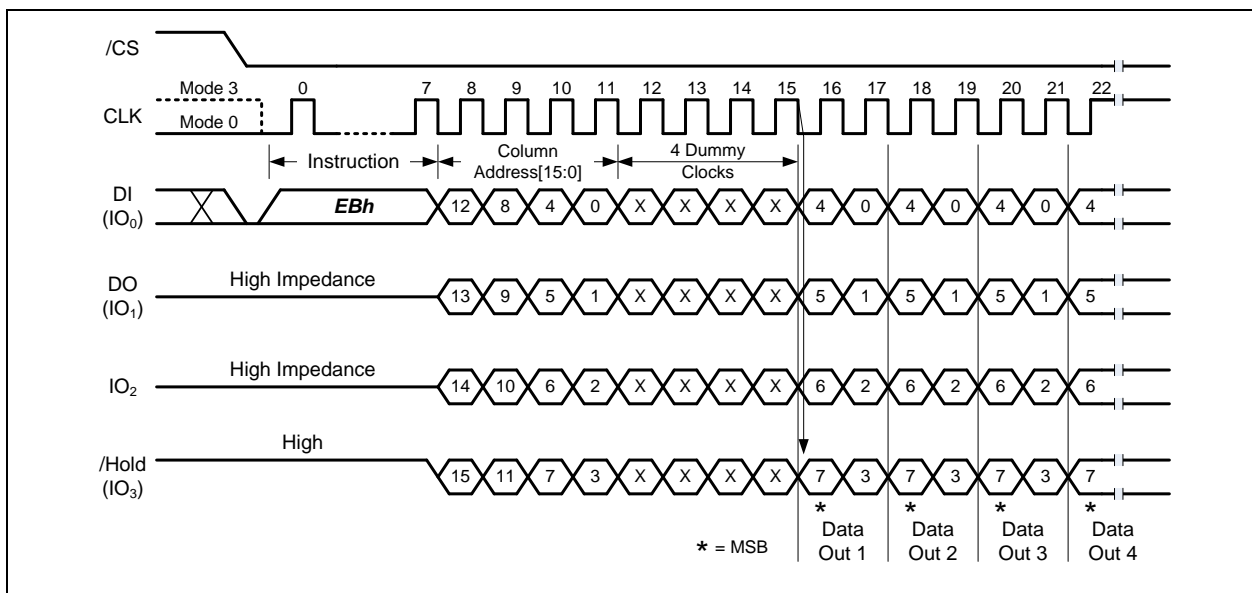 /CS
Mode 3 0 7 8 9 10 11 12 13 14 15 16 17 18 19 20 21 22
CLK
Mode 0
Instruction Column 4 Dummy
Address[15:0] Clocks
DI
(IO0) EBh 12 8 4 0 X X X X 4 0 4 0 4 0 4
DO High Impedance
(IO1) 13 9 5 1 X X X X 5 1 5 1 5 1 5
High Impedance
IO2 14 10 6 2 X X X X 6 2 6 2 6 2 6
High
/Hold
(IO3) 15 11 7 3 X X X X 7 3 7 3 7 3 7
* * * *
Data Data Data Data
* = MSB Out 1 Out 2 Out 3 Out 4